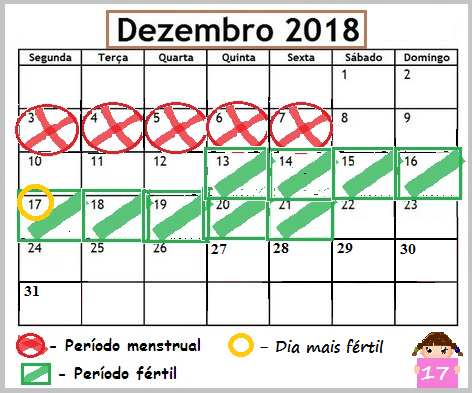 Dezembro 2018
Segunda Terça Quarta Quinta Sexta Sábado Domingo
1 2
3 4 5 6 7 8 9
10 11 12 13 14 15 16
17 18 19 20 21 22 23
24 25 26 27 28 29 30
31
- Período menstrual - Dia mais fértil
- Período fértil
17